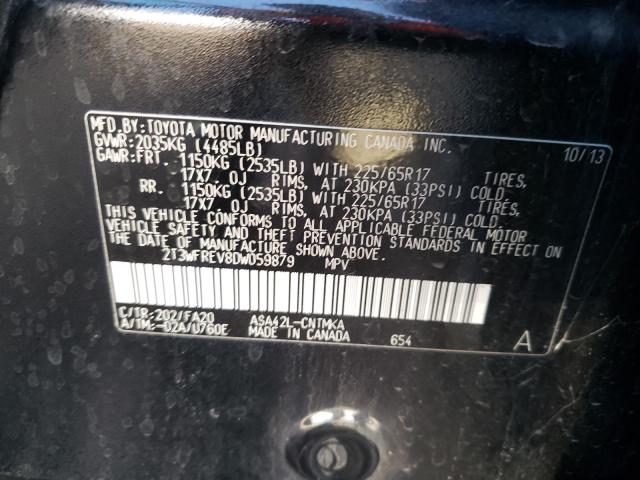 MFD.BY:TOYOTA MOTOR MANUFACTURING CANADA INC.
GVWR:2035KG (4485LB) 10/13
GAWR:FRT. 1150KG (2535LB) WITH 225/65R17 TIRES,
17X7 0J RIMS, AT 230KPA (33PSI) COLD
RR. 1150KG (2535LB) WITH 225/65R17 TIRES,
17X7 0J RIMS, AT 230KPA (33PSI) COLD.
THIS VEHICLE CONFORMS TO ALL APPLICABLE FEDERAL MOTOR
VEHICLE SAFETY AND THEFT PREVENTION STANDARDS IN EFFECT ON
THE DATE OF MANUFACTURE SHOWN ABOVE.
2T3WFREV8DW059879 MPV
C/TR:202/FA20 ASA42L-CNTMKA
A/TM:-02A/U760E MADE IN CANADA 654 A